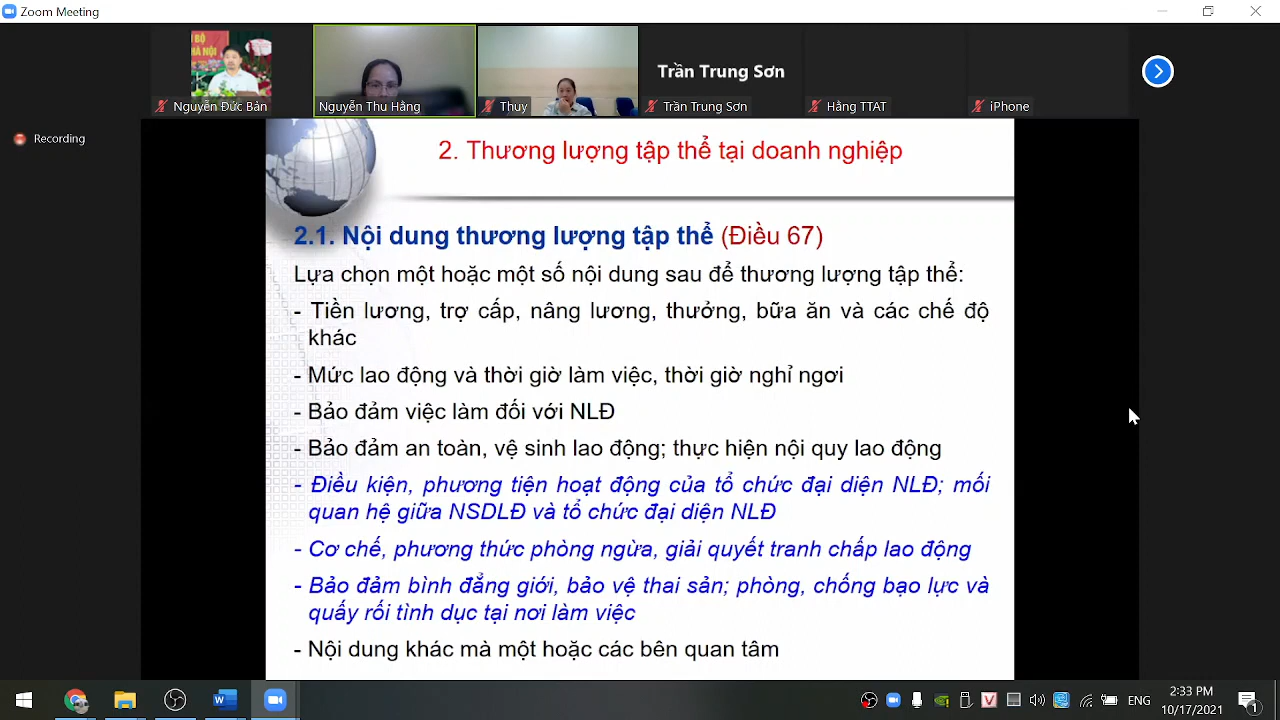 Zoom Meeting
BỘ
HÀ NỘI
Trần Trung Sơn
Nguyễn Đức Bản
Nguyễn Thu Hằng
Thuy
Trần Trung Sơn
Hằng TTAT
iPhone
Recording
2. Thương lượng tập thể tại doanh nghiệp
2.1. Nội dung thương lượng tập thể (Điều 67)
Lựa chọn một hoặc một số nội dung sau để thương lượng tập thể:
- Tiền lương, trợ cấp, nâng lương, thưởng, bữa ăn và các chế độ
khác
- Mức lao động và thời giờ làm việc, thời giờ nghỉ ngơi
- Bảo đảm việc làm đối với NLĐ
- Bảo đảm an toàn, vệ sinh lao động; thực hiện nội quy lao động
- Điều kiện, phương tiện hoạt động của tổ chức đại diện NLĐ; mối
quan hệ giữa NSDLĐ và tổ chức đại diện NLĐ
- Cơ chế, phương thức phòng ngừa, giải quyết tranh chấp lao động
- Bảo đảm bình đẳng giới, bảo vệ thai sản; phòng, chống bạo lực và
quấy rối tình dục tại nơi làm việc
- Nội dung khác mà một hoặc các bên quan tâm
ENG
2:33 PM
10/17/2021